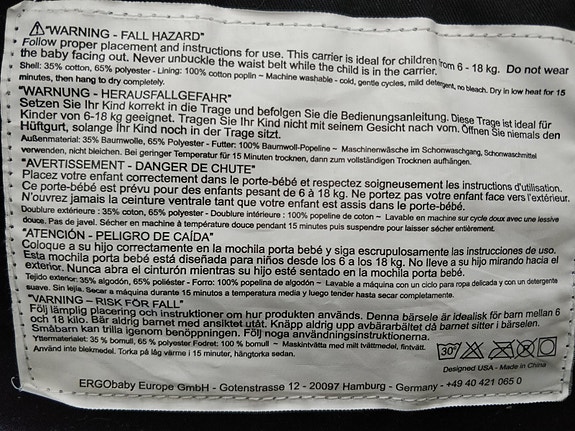 ⚠"WARNING - FALL HAZARD"
Follow proper placement and instructions for use. This carrier is ideal for children from 6 - 18 kg. Do not wear
the baby facing out. Never unbuckle the waist belt while the child is in the carrier.
Shell: 35% cotton, 65% polyester - Lining: 100% cotton poplin ~ Machine washable - cold, gentle cycles, mild detergent, no bleach. Dry in low heat for 15
minutes, then hang to dry completely.
"WARNUNG - HERAUSFALLGEFAHR"
Setzen Sie Ihr Kind korrekt in die Trage und befolgen Sie die Bedienungsanleitung. Diese Trage ist ideal für
Kinder von 6-18 kg geeignet. Tragen Sie Ihr Kind nicht mit seinem Gesicht nach vorn. Öffnen Sie niemals den
Hüftgurt, solange Ihr Kind noch in der Trage sitzt.
Außenmaterial: 35% Baumwolle, 65% Polyester - Futter: 100% Baumwoll-Popeline ~ Maschinenwäsche im Schonwaschgang, Schonwaschmittel
verwenden, nicht bleichen. Bei geringer Temperatur für 15 Minuten trocknen, dann zum vollständigen Trocknen aufhängen.
"AVERTISSEMENT - DANGER DE CHUTE"
Placez votre enfant correctement dans le porte-bébé et respectez soigneusement les instructions d'utilisation.
Ce porte-bébé est prévu pour des enfants pesant de 6 à 18 kg. Ne portez pas votre enfant face vers l'extérieur.
N'ouvrez jamais la ceinture ventrale tant que votre enfant est assis dans le porte-bébé.
Doublure extérieure : 35% coton, 65% polyester - Doublure intérieure : 100% popeline de coton ~ Lavable en machine sur cycle doux avec une lessive
douce. Pas de javel. Sécher en machine à température douce pendant 15 minutes puis suspendre pour laisser sécher entièrement.
"ATENCIÓN - PELIGRO DE CAÍDA"
Coloque a su hijo correctamente en la mochila porta bebé y siga escrupulosamente las instrucciones de uso.
Esta mochila porta bebé está diseñada para niños desde los 6 a los 18 kg. No lleve a su hijo mirando hacia el
exterior. Nunca abra el cinturón mientras su hijo esté sentado en la mochila porta bebé.
Tejido exterior: 35% algodón, 65% poliéster - Forro: 100% popelina de algodón ~ Lavable a máquina con un ciclo para ropa delicada y con un detergente
suave. Sin lejía. Secar a máquina durante 15 minutos a temperatura media y luego tender hasta secar completamente.
"VARNING – RISK FÖR FALL"
Följ lämplig placering och instruktioner om hur produkten används. Denna bärsele är idealisk för barn mellan 6
och 18 kilo. Bär aldrig barnet med ansiktet utåt. Knäpp aldrig upp avbärarbältet då barnet sitter i bärselen.
Småbarn kan trilla igenom benöppningen. Följ noga användningsinstruktionerna.
Yttermaterialet: 35 % bomull, 65 % polyester Fodret: 100 % bomull ~ Maskintvätta med milt tvättmedel, fintvätt.
Använd inte blekmedel. Torka på låg värme i 15 minuter, hängtorka sedan.
30°
Designed USA - Made in China
ERGObaby Europe GmbH - Gotenstrasse 12 - 20097 Hamburg - Germany - +49 40 421 065 0